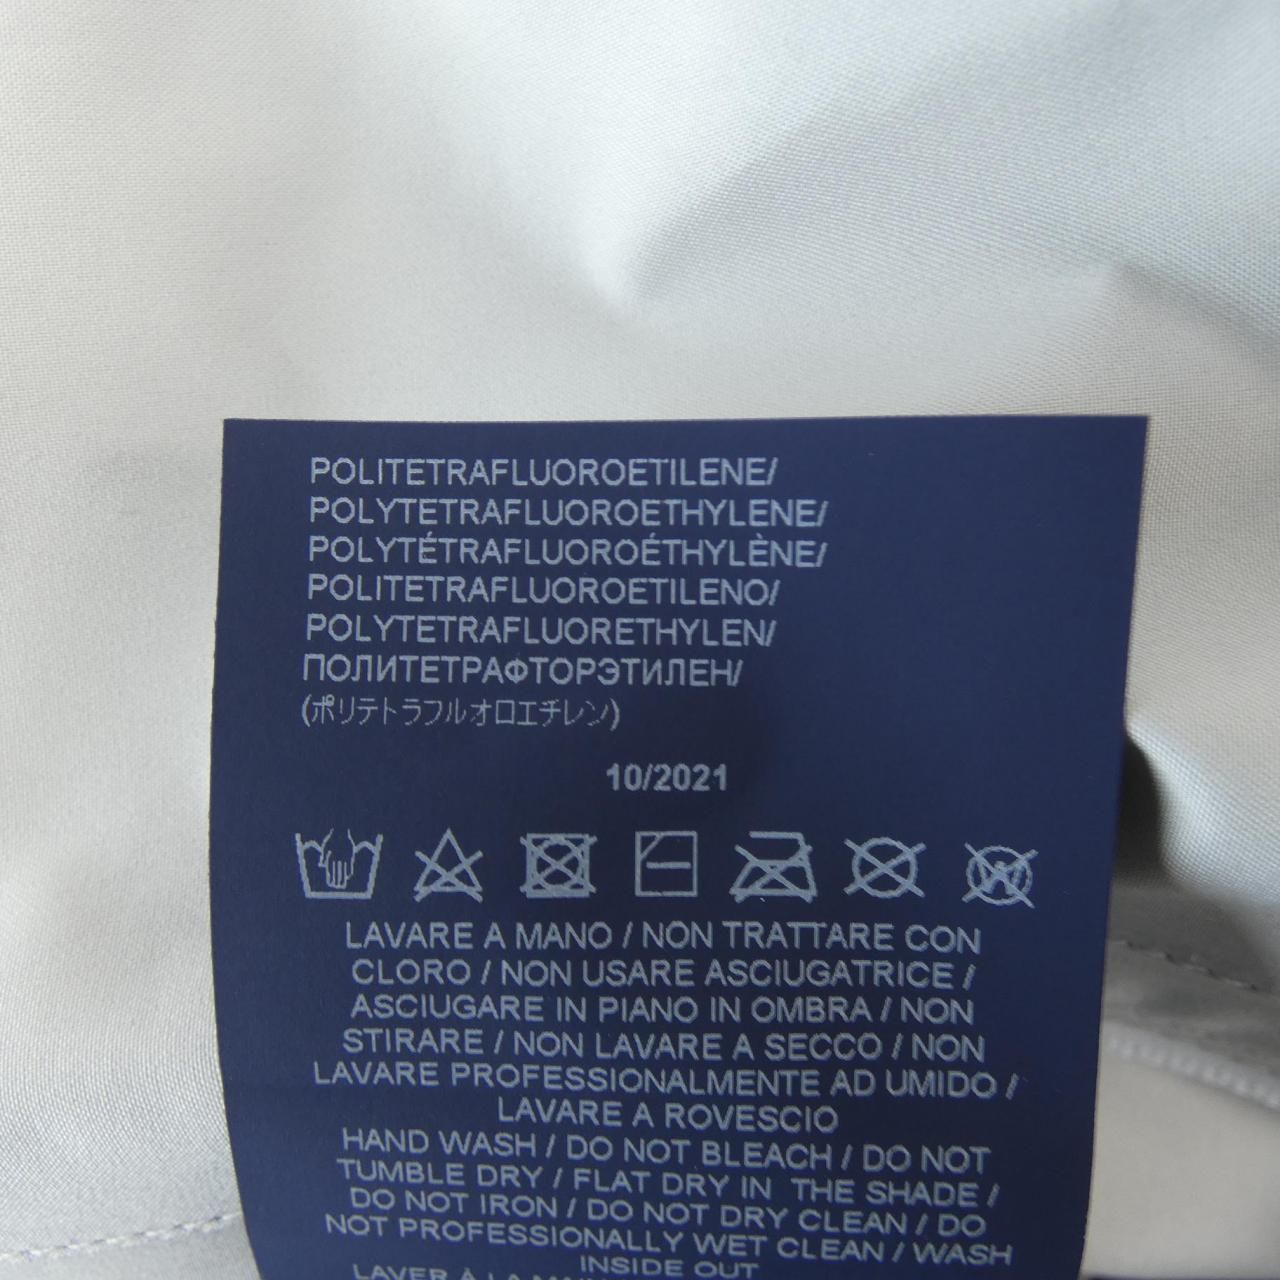 POLITETRAFLUOROETILENE/
POLYTETRAFLUOROETHYLENE/
POLYTÉTRAFLUOROÉTHYLÈNE/
POLITETRAFLUOROETILENO/
POLYTETRAFLUORETHYLEN/
ПОЛИТЕТРАФТОРЭТИЛЕН/
(ポリテトラフルオロエチレン)
10/2021
LAVARE A MANO / NON TRATTARE CON
CLORO / NON USARE ASCIUGATRICE /
ASCIUGARE IN PIANO IN OMBRA / NON
STIRARE / NON LAVARE A SECCO / NON
LAVARE PROFESSIONALMENTE AD UMIDO /
LAVARE A ROVESCIO
HAND WASH / DO NOT BLEACH / DO NOT
TUMBLE DRY / FLAT DRY IN THE SHADE /
DO NOT IRON / DO NOT DRY CLEAN / DO
NOT PROFESSIONALLY WET CLEAN / WASH
INSIDE OUT
LAVER À LA